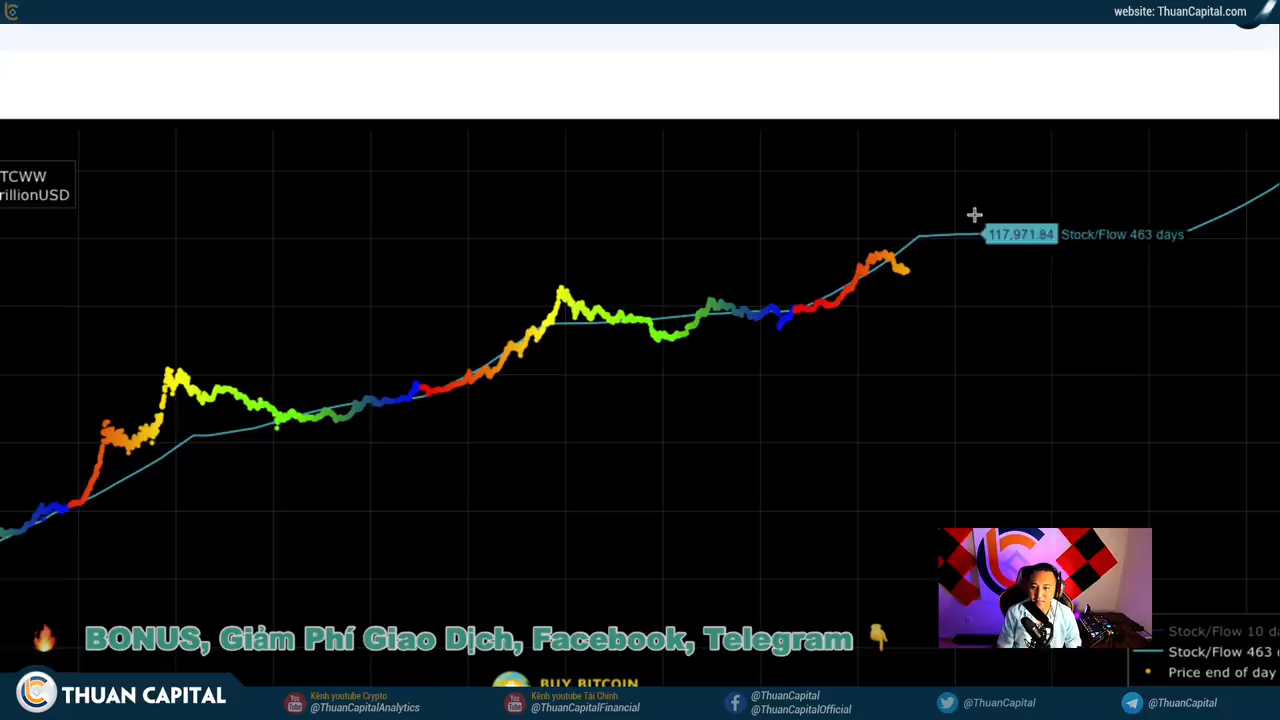 website: ThuanCapital.com
TCWW
rillionUSD
117,971.84 Stock/Flow 463 days
BONUS, Giảm Phí Giao Dịch, Facebook, Telegram
Stock/Flow 10 da
Stock/Flow 463
Price end of day
BUY BITCOIN
THUAN CAPITAL
Kênh youtube Crypto
@ThuanCapitalAnalytics
Kênh youtube Tài Chính
@ThuanCapitalFinancial
@ThuanCapital
@ThuanCapitalOfficial
@ThuanCapital
@ThuanCapital